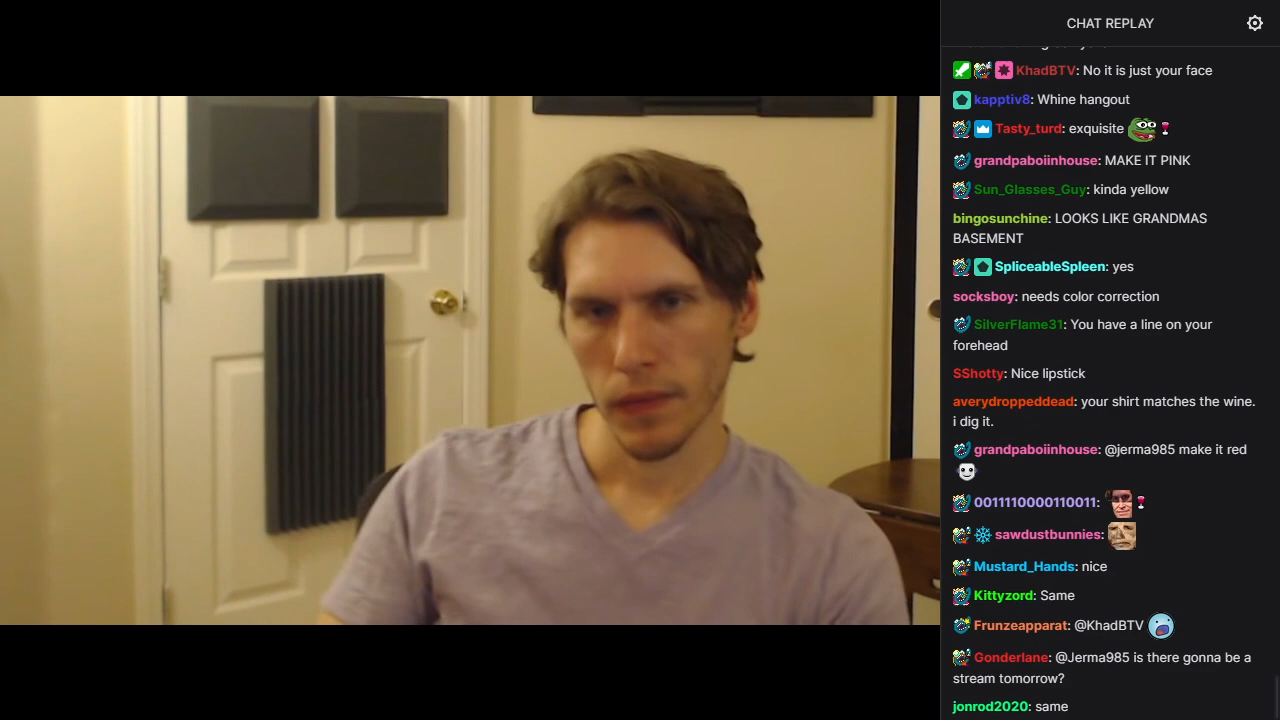 CHAT REPLAY
KhadBTV: No it is just your face
kapptiv8: Whine hangout
Tasty_turd: exquisite
grandpaboiinhouse: MAKE IT PINK
Sun_Glasses_Guy: kinda yellow
bingosunchine: LOOKS LIKE GRANDMAS
BASEMENT
SpliceableSpleen: yes
socksboy: needs color correction
SilverFlame31: You have a line on your
forehead
SShotty: Nice lipstick
averydroppeddead: your shirt matches the wine.
i dig it.
grandpaboiinhouse: @jerma985 make it red
0011110000110011:
sawdustbunnies:
Mustard_Hands: nice
Kittyzord: Same
Frunzeapparat: @KhadBTV
Gonderlane: @Jerma985 is there gonna be a
stream tomorrow?
jonrod2020: same